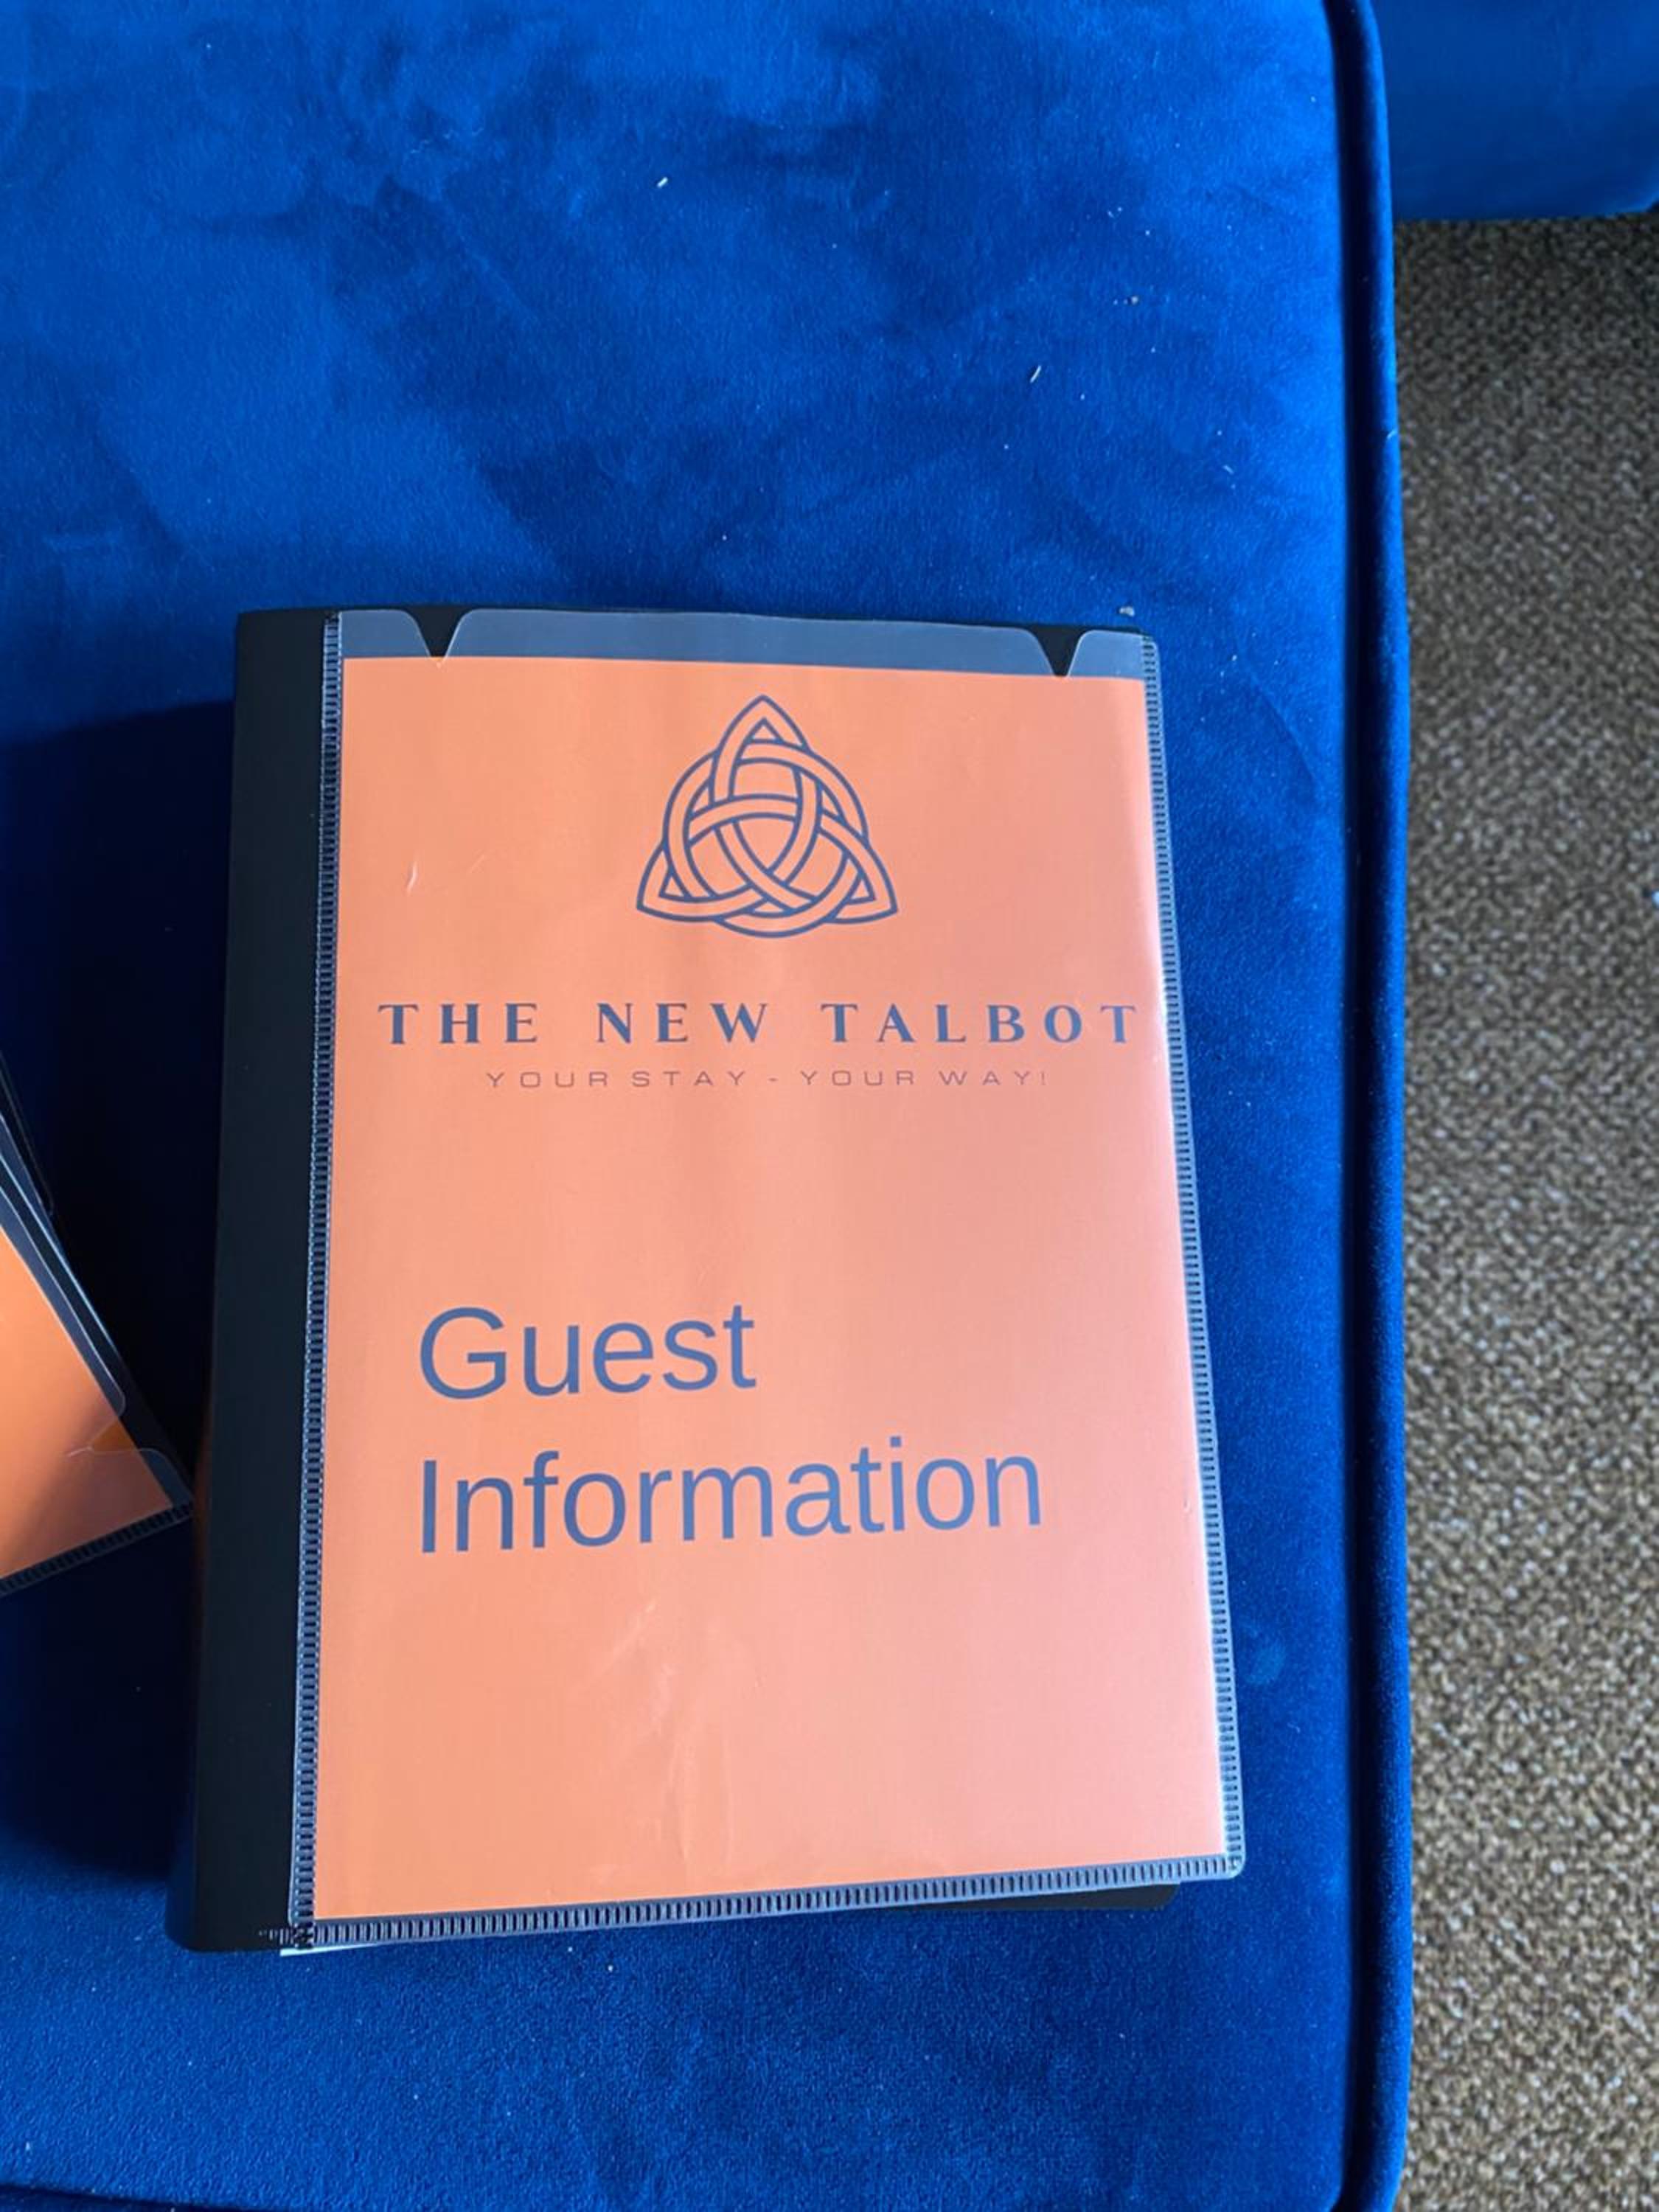 THE NEW TALBOT
YOUR STAY - YOUR WAY!
Guest
Information